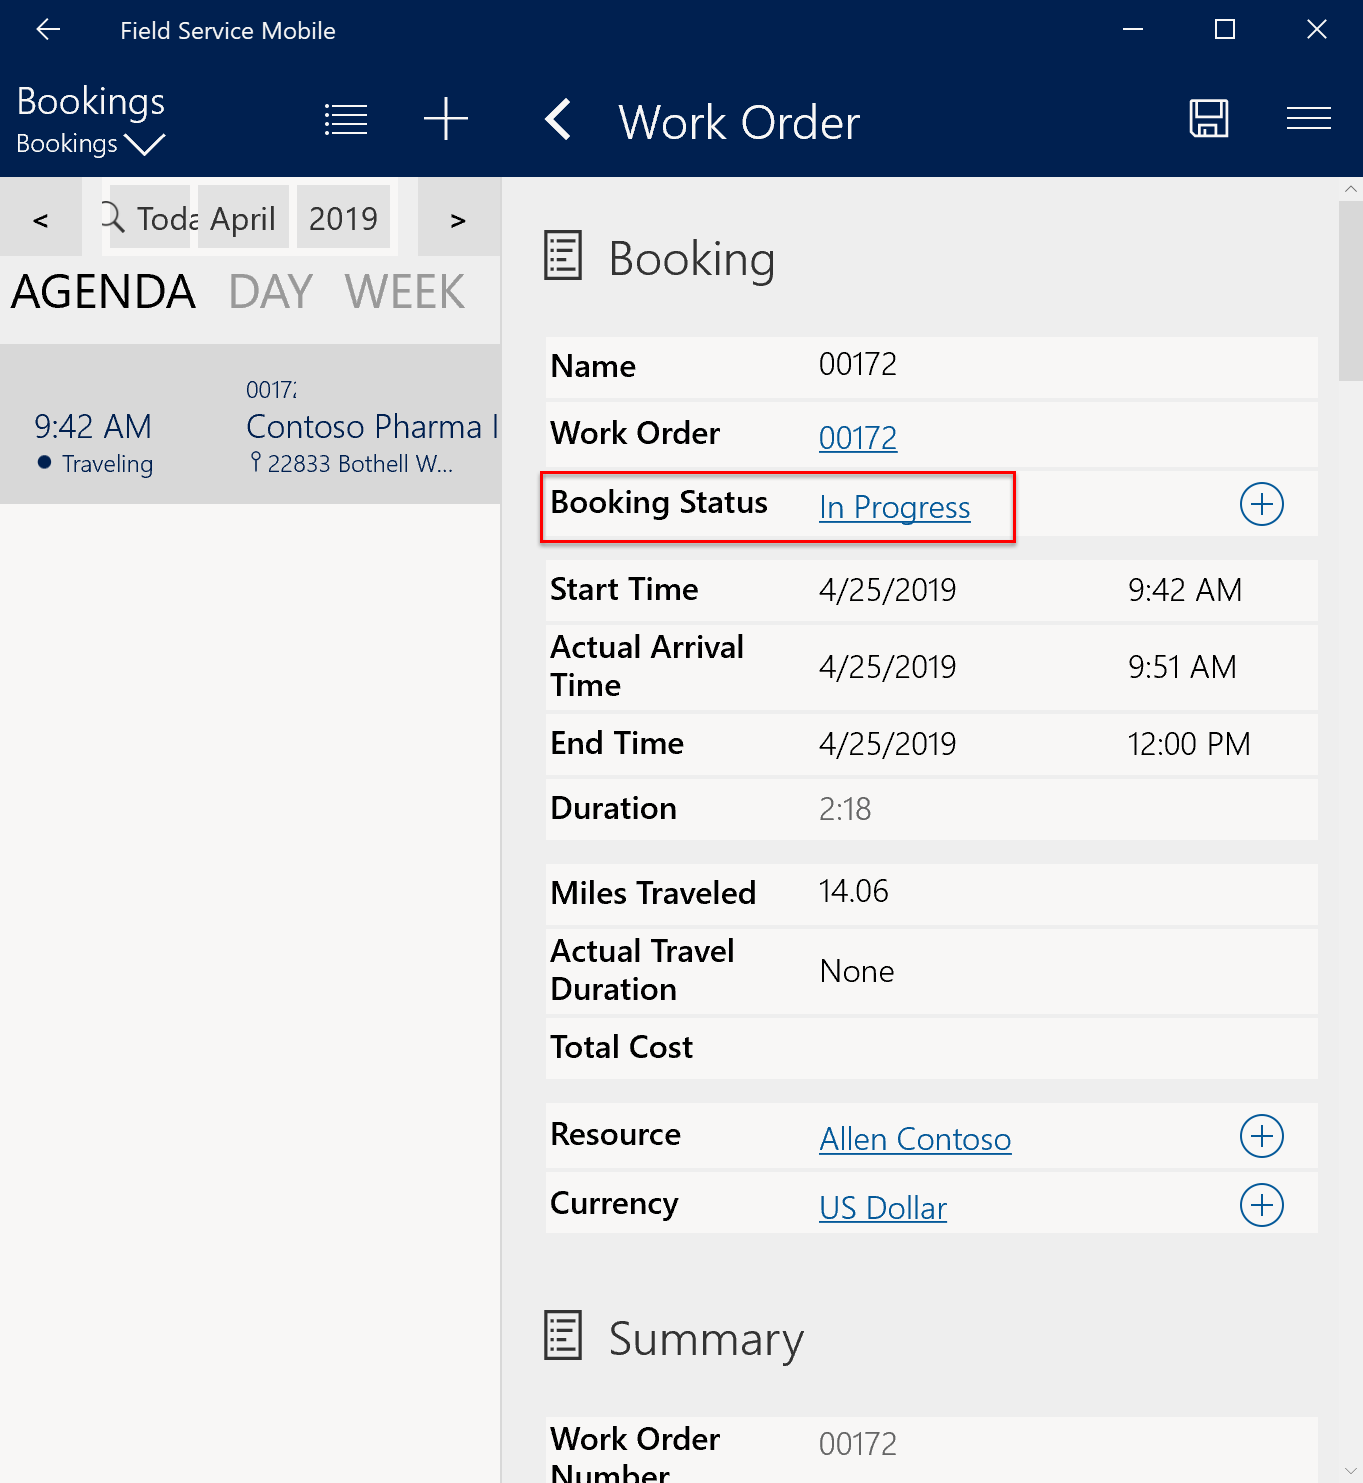 Field Service Mobile
Bookings
Bookings
Work Order
< Toda April 2019 >
AGENDA DAY WEEK
00172
9:42 AM Contoso Pharma I
Traveling 22833 Bothell W...
Booking
Name 00172
Work Order 00172
Booking Status In Progress
Start Time 4/25/2019 9:42 AM
Actual Arrival
Time 4/25/2019 9:51 AM
End Time 4/25/2019 12:00 PM
Duration 2:18
Miles Traveled 14.06
Actual Travel
Duration None
Total Cost
Resource Allen Contoso
Currency US Dollar
Summary
Work Order 00172
Number